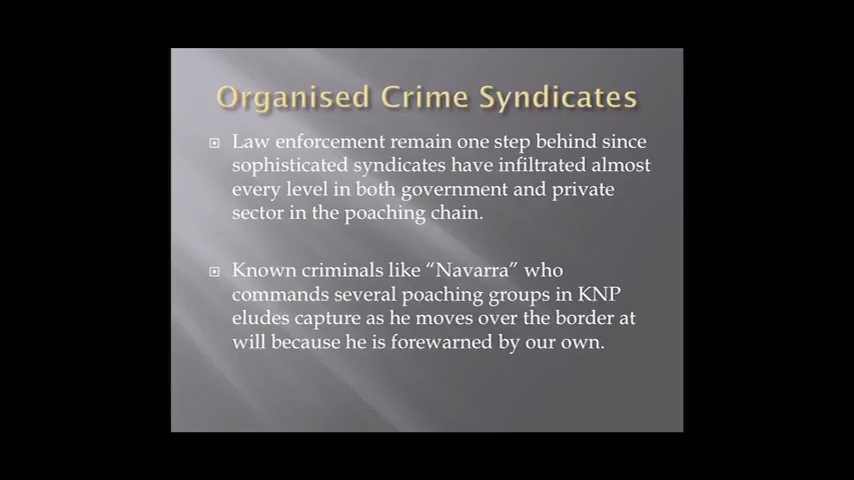 Organised Crime Syndicates
Law enforcement remain one step behind since
sophisticated syndicates have infiltrated almost
every level in both government and private
sector in the poaching chain.
Known criminals like “Navarra” who
commands several poaching groups in KNP
eludes capture as he moves over the border at
will because he is forewarned by our own.